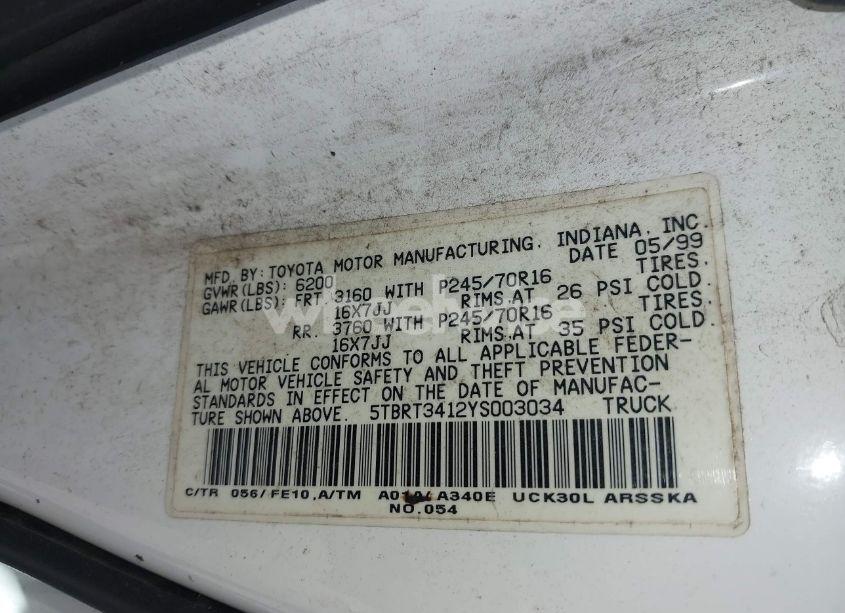 MFD. BY: TOYOTA MOTOR MANUFACTURING, INDIANA, INC.
GVWR(LBS): 6200 DATE 05/99
GAWR(LBS): FRT 3160 WITH P245/70R16 TIRES.
16X7JJ RIMS,AT 26 PSI COLD.
RR. 3760 WITH P245/70R16 TIRES.
16X7JJ RIMS,AT 35 PSI COLD.
THIS VEHICLE CONFORMS TO ALL APPLICABLE FEDER-
AL MOTOR VEHICLE SAFETY AND THEFT PREVENTION
STANDARDS IN EFFECT ON THE DATE OF MANUFAC-
TURE SHOWN ABOVE. 5TBRT3412YS003034 TRUCK
C/TR 056/FE10,A/TM A340E UCK30L ARSSKA
NO.054